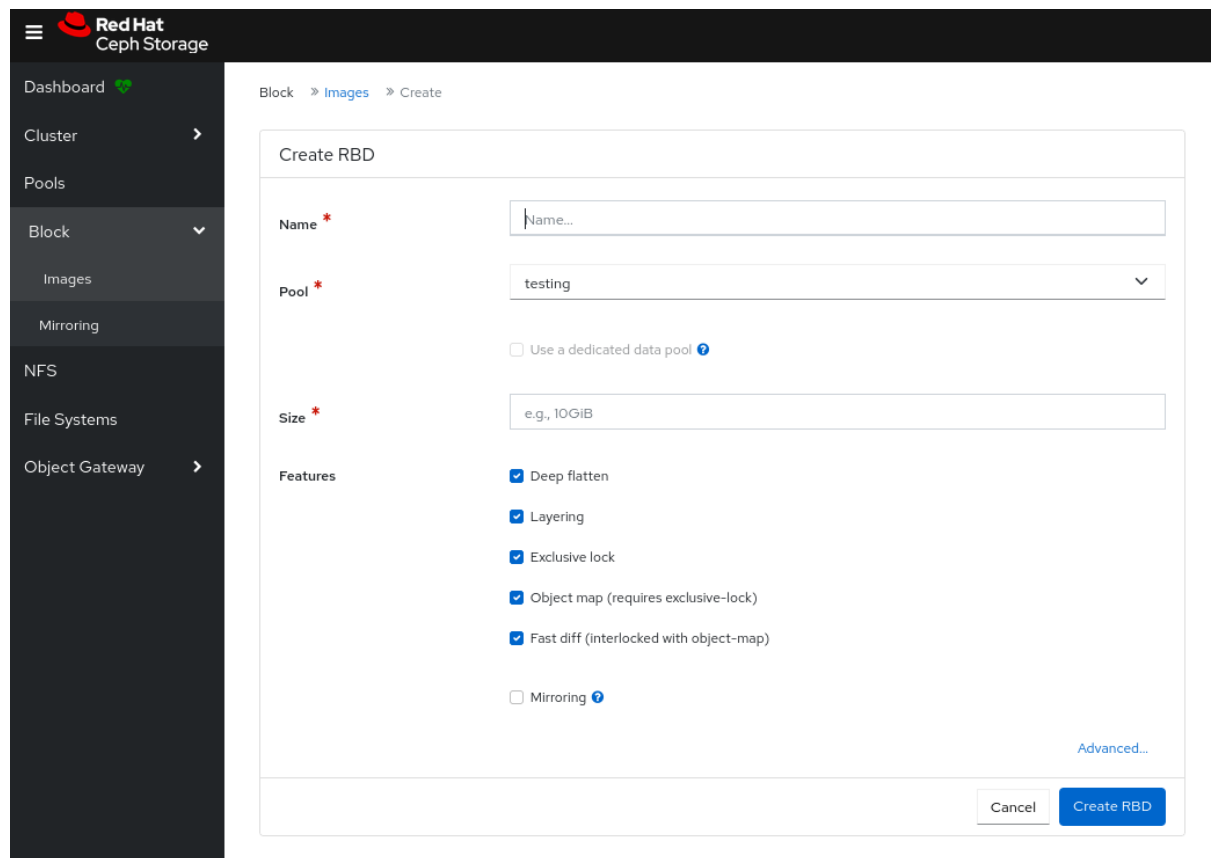 Red Hat
Ceph Storage
Dashboard
Cluster
Pools
Block
Images
Mirroring
NFS
File Systems
Object Gateway
Block » Images » Create
Create RBD
Name *
Name...
Pool *
testing
Use a dedicated data pool
Size *
e.g., 10GiB
Features
Deep flatten
Layering
Exclusive lock
Object map (requires exclusive-lock)
Fast diff (interlocked with object-map)
Mirroring
Advanced...
Cancel
Create RBD